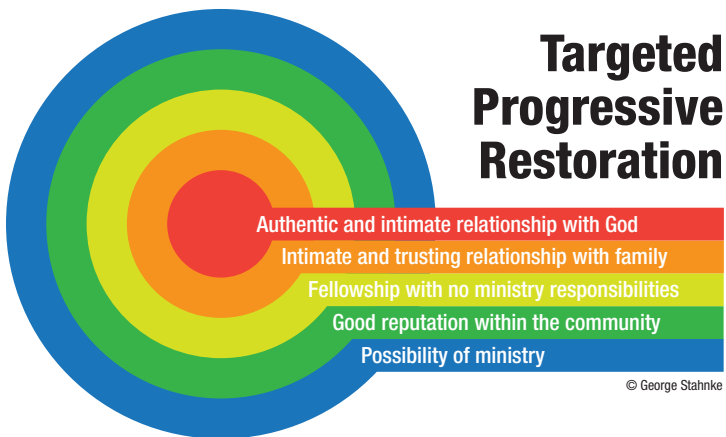 Targeted
Progressive
Restoration
Authentic and intimate relationship with God
Intimate and trusting relationship with family
Fellowship with no ministry responsibilities
Good reputation within the community
Possibility of ministry
© George Stahnke